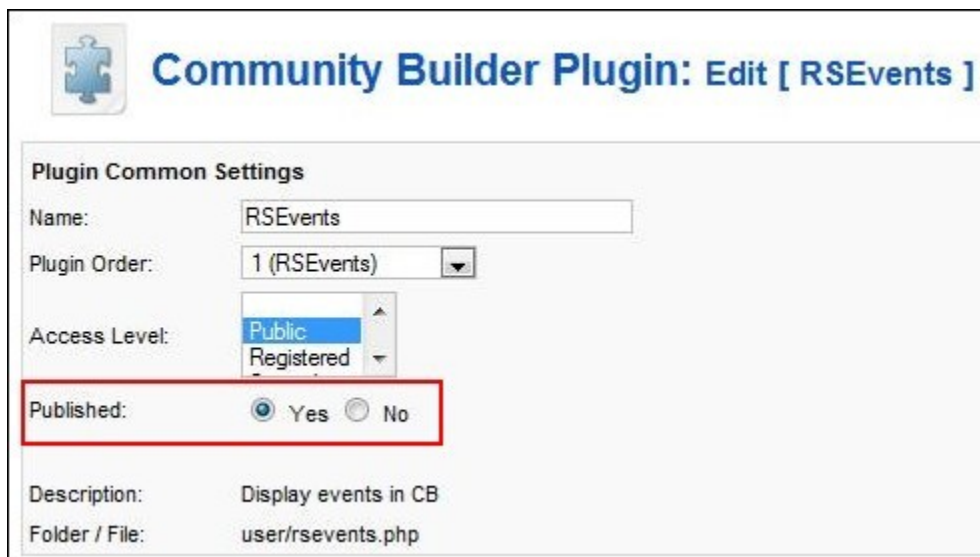 Community Builder Plugin: Edit [ RSEvents ]
Plugin Common Settings
Name: RSEvents
Plugin Order: 1 (RSEvents)
Access Level: Public
Registered
Published: Yes No
Description: Display events in CB
Folder / File: user/rsevents.php